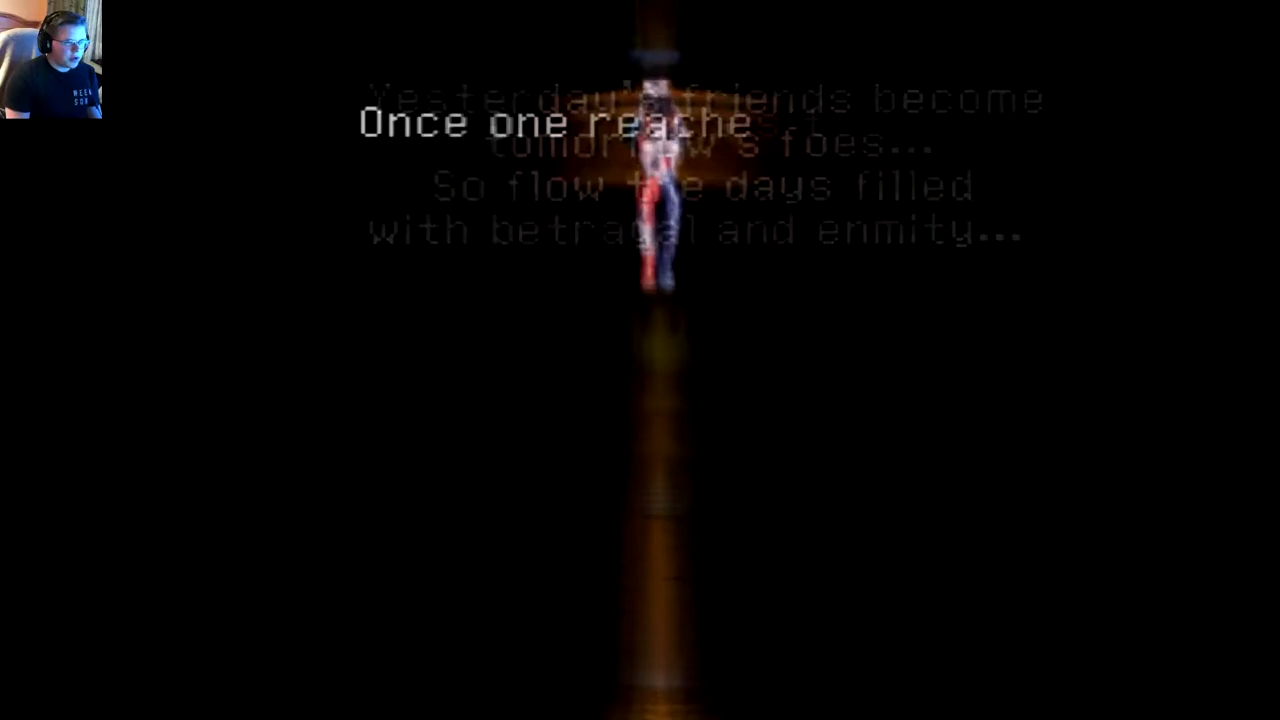 Yesterday's friends become
Once one reache
tomorrow's foes...
So flow the days filled
with betrayal and enmity...